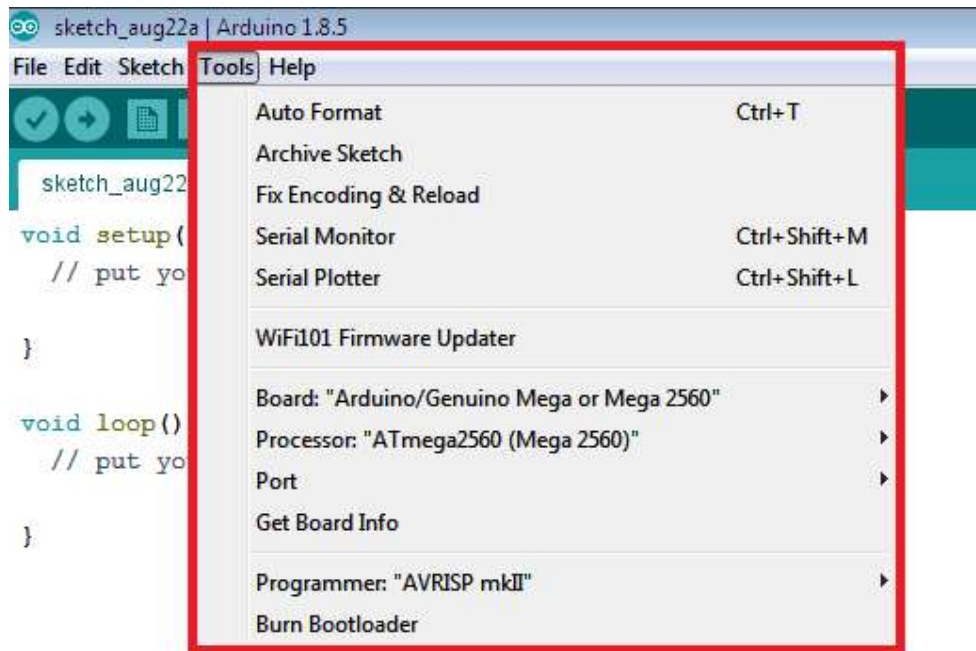 sketch_aug22a | Arduino 1.8.5
File Edit Sketch Tools Help
Auto Format Ctrl+T
Archive Sketch
sketch_aug22
Fix Encoding & Reload
void setup(
Serial Monitor Ctrl+Shift+M
// put yo
Serial Plotter Ctrl+Shift+L
}
WiFi101 Firmware Updater
Board: "Arduino/Genuino Mega or Mega 2560"
void loop()
Processor: "ATmega2560 (Mega 2560)"
// put yo
Port
}
Get Board Info
Programmer: "AVRISP mkII"
Burn Bootloader